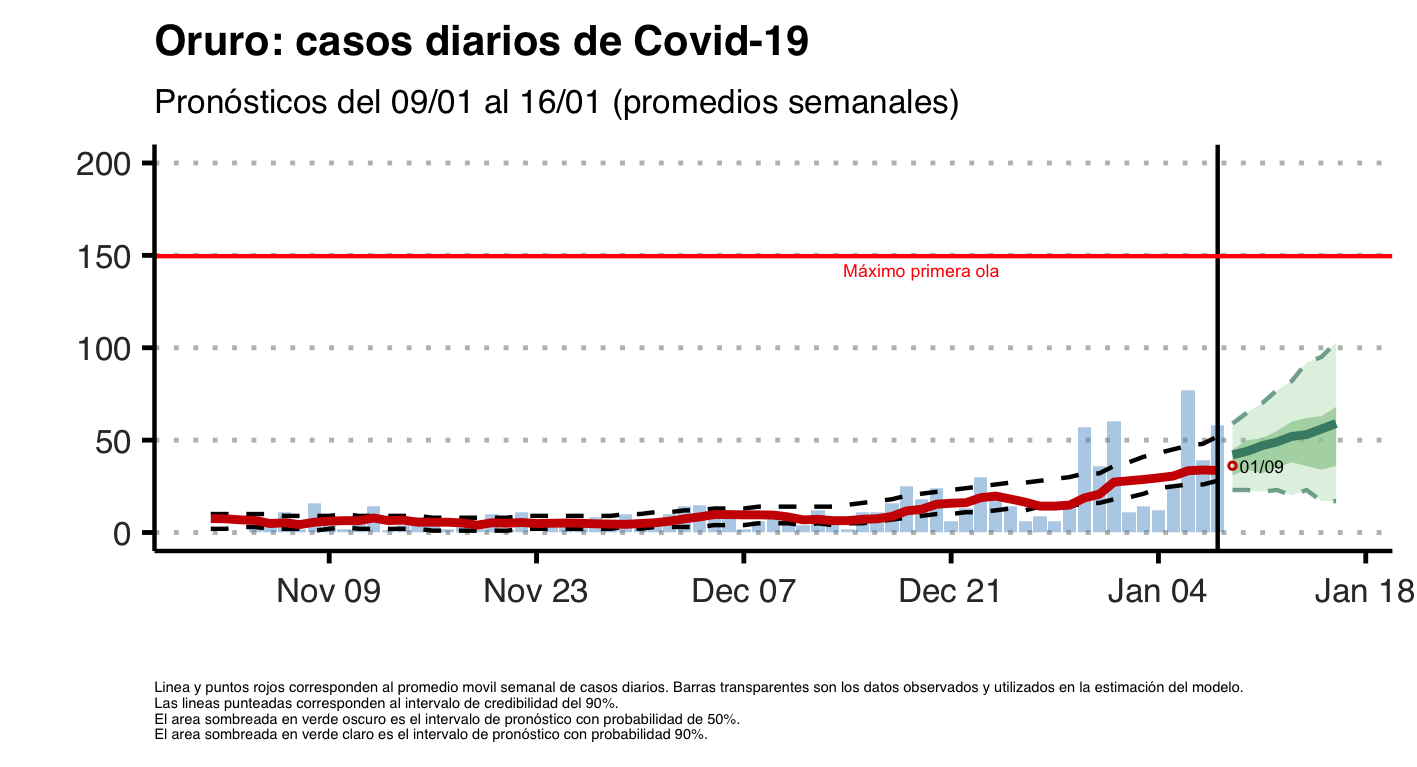 Oruro: casos diarios de Covid-19
Pronósticos del 09/01 al 16/01 (promedios semanales)
200
150
Máximo primera ola
100
50
01/09
0
Nov 09 Nov 23 Dec 07 Dec 21 Jan 04 Jan 18
Linea y puntos rojos corresponden al promedio movil semanal de casos diarios. Barras transparentes son los datos observados y utilizados en la estimación del modelo.
Las lineas punteadas corresponden al intervalo de credibilidad del 90%.
El area sombreada en verde oscuro es el intervalo de pronóstico con probabilidad de 50%.
El area sombreada en verde claro es el intervalo de pronóstico con probabilidad 90%.